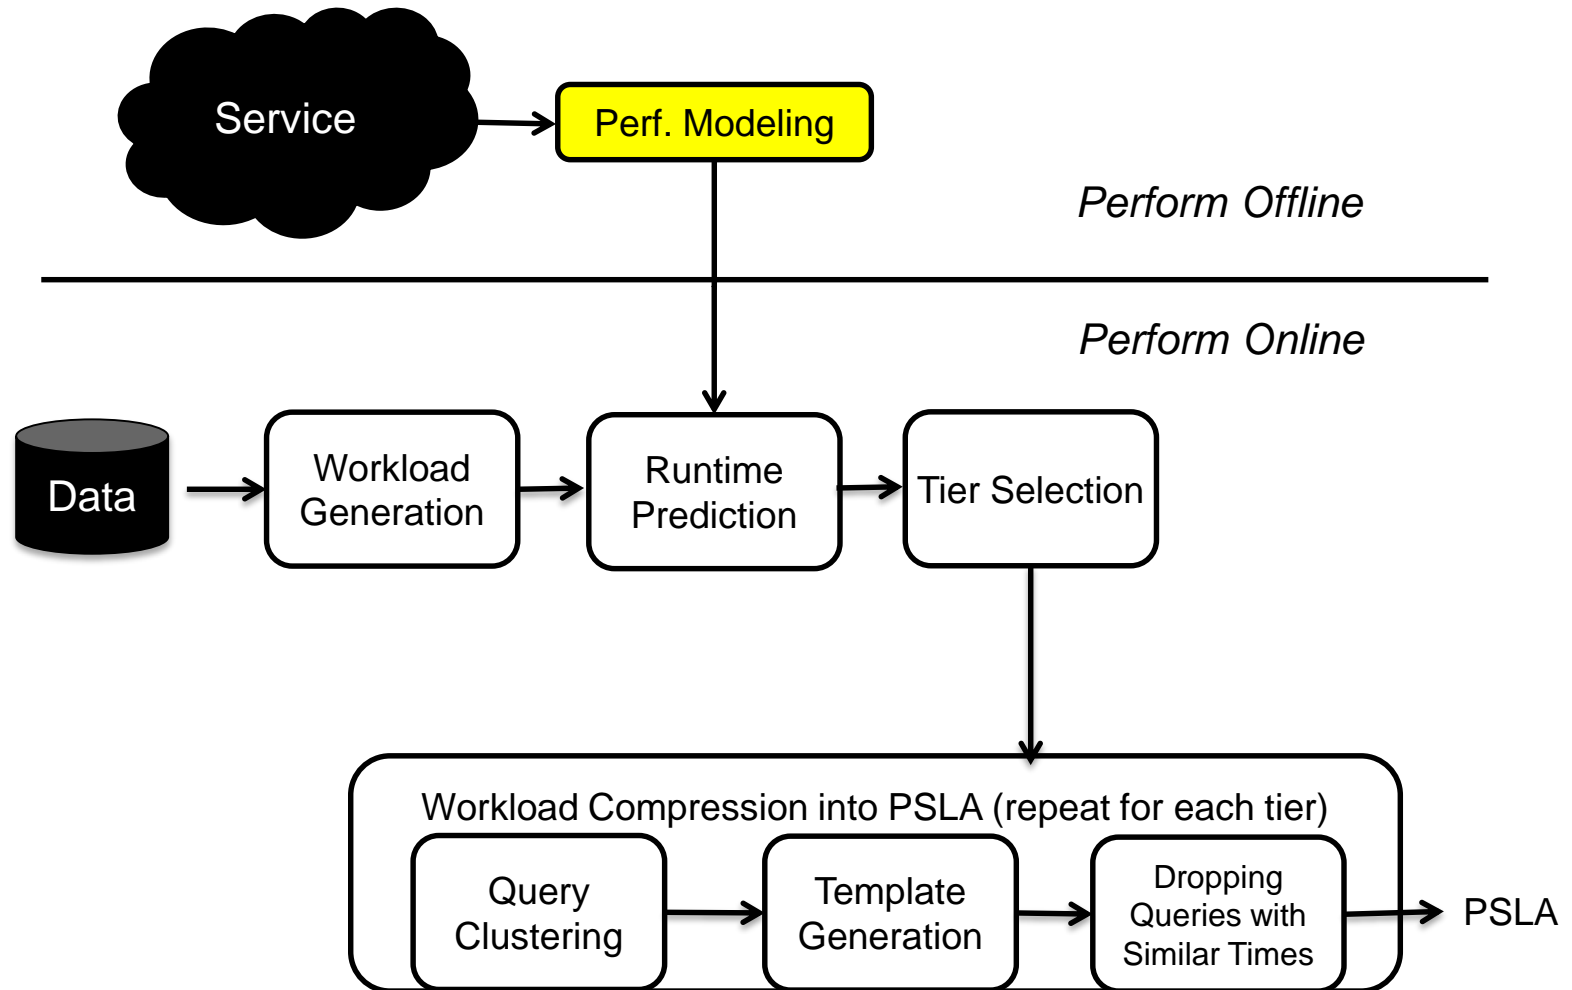 Service
Perf. Modeling
Perform Offline
Perform Online
Data
Workload
Generation
Runtime
Prediction
Tier Selection
Workload Compression into PSLA (repeat for each tier)
Query
Clustering
Template
Generation
Dropping
Queries with
Similar Times
PSLA